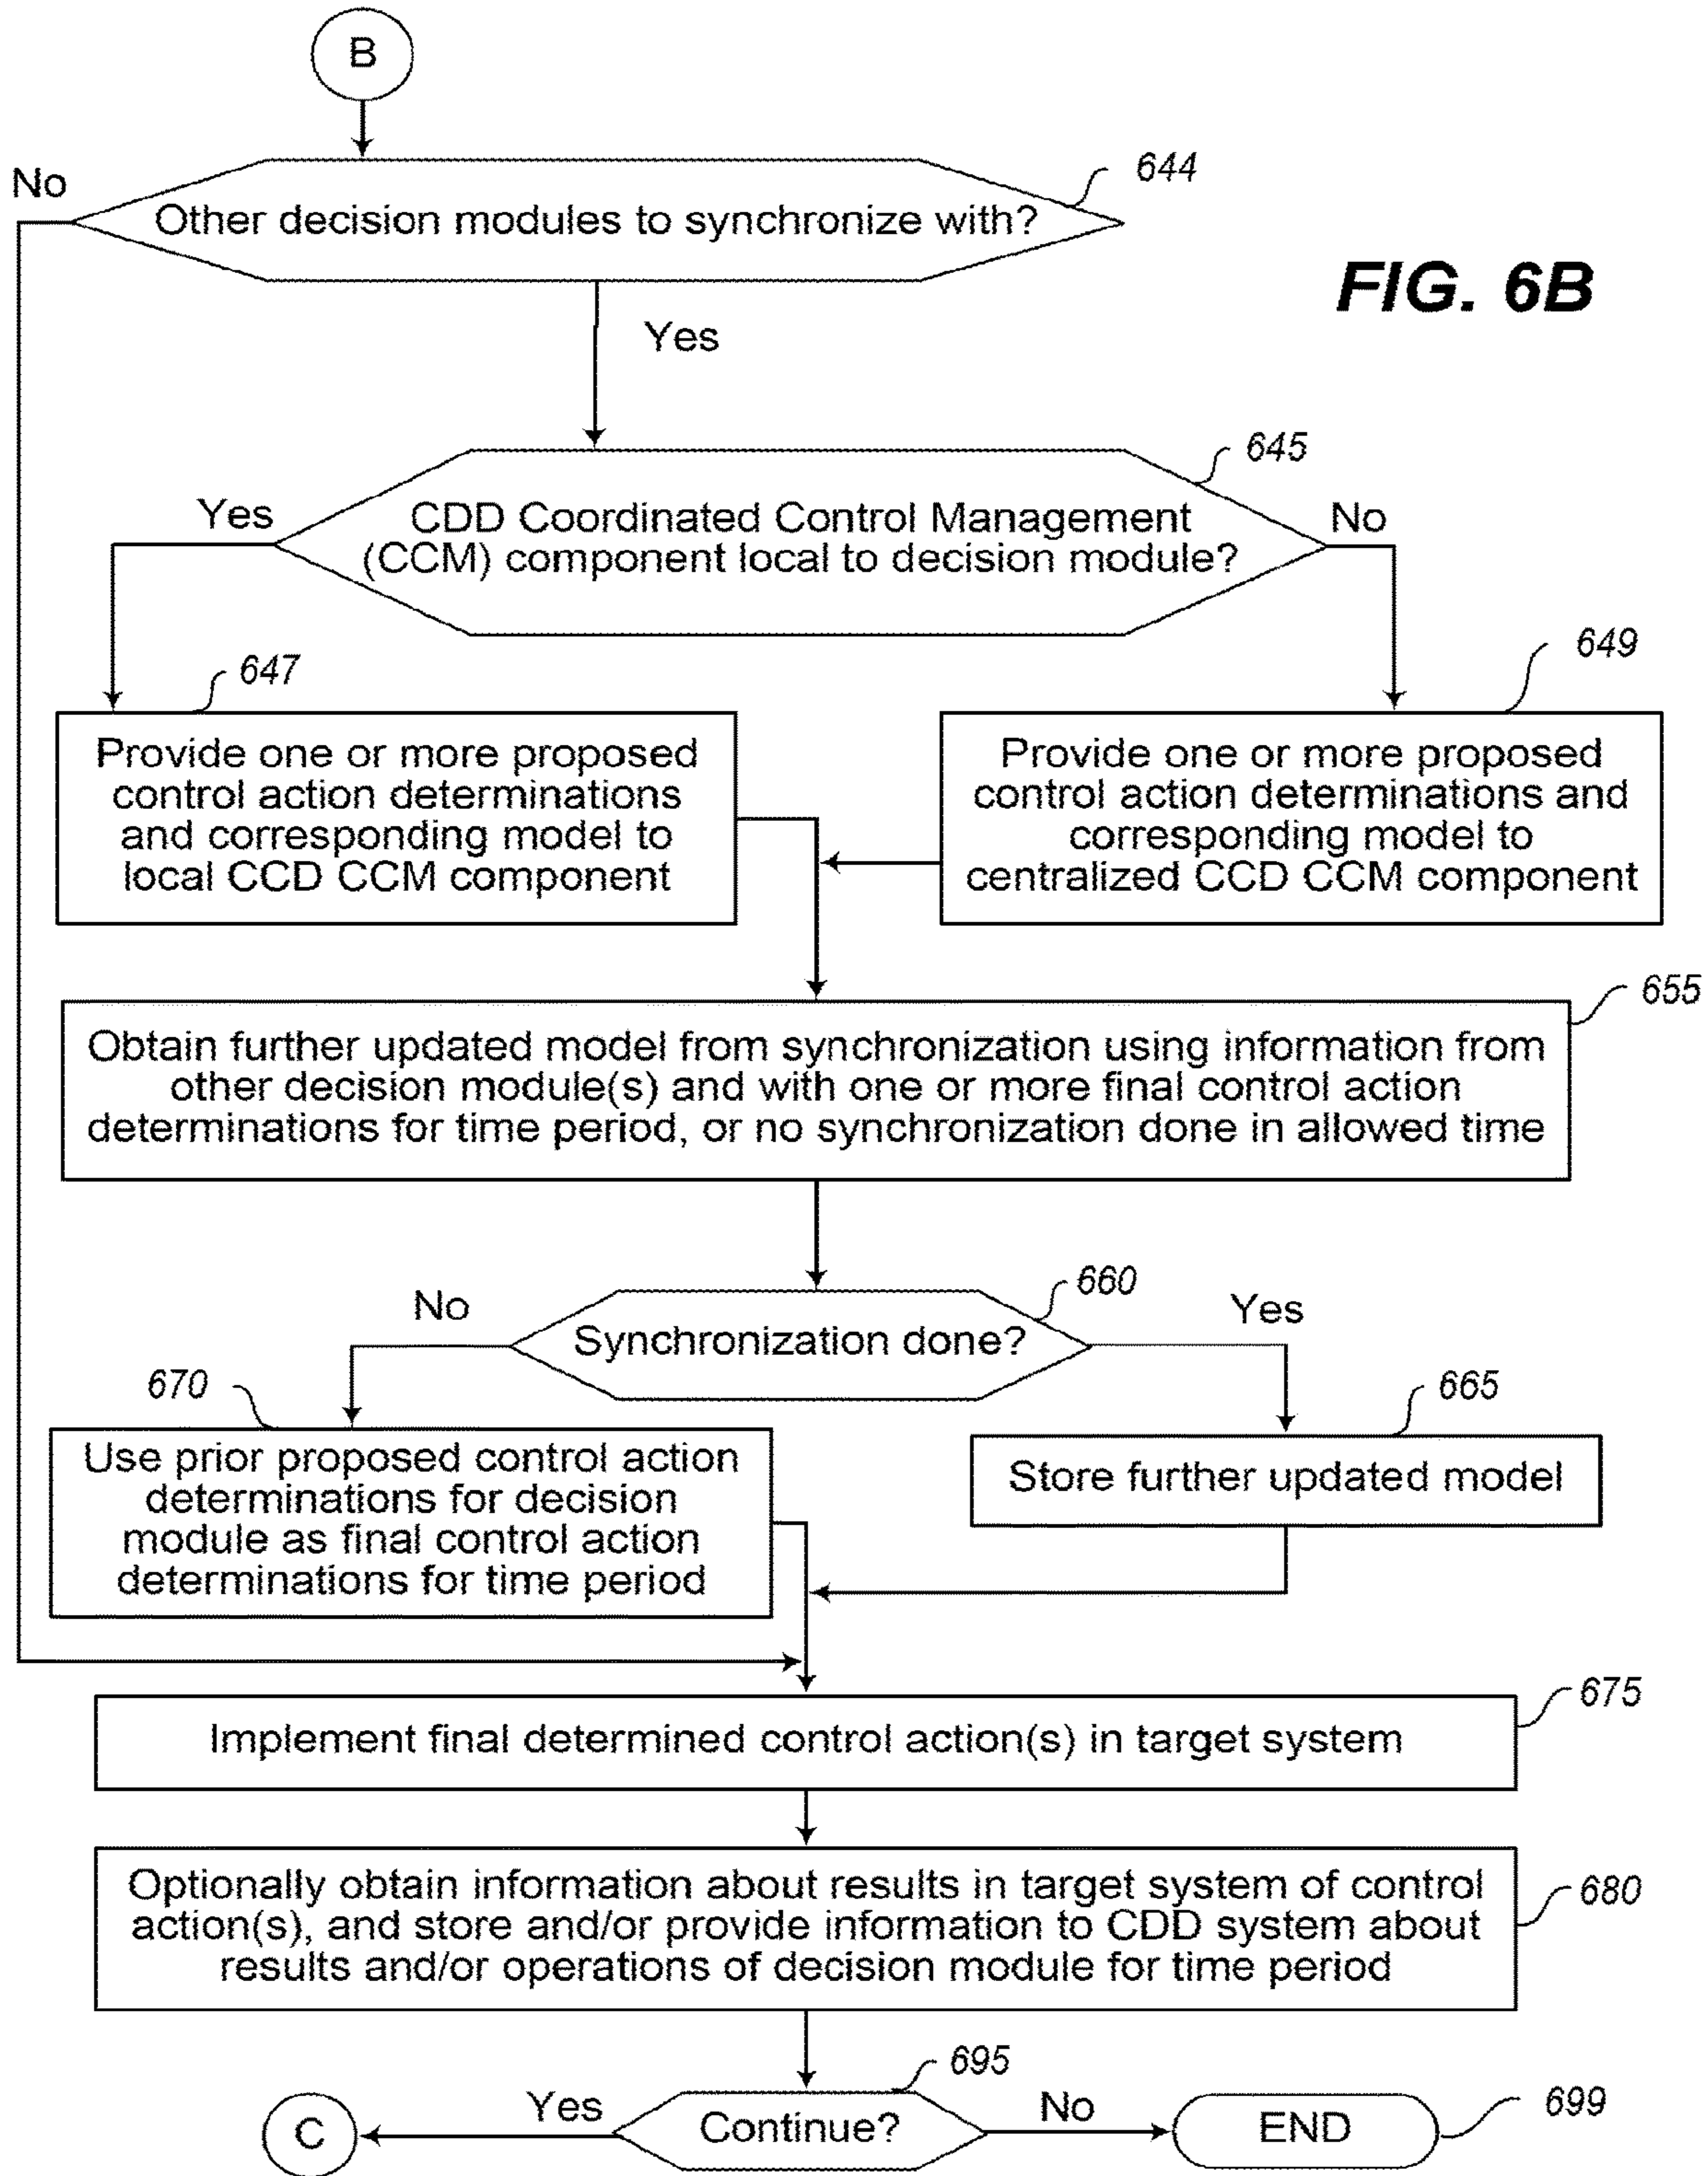 B
No
644
Other decision modules to synchronize with?
FIG. 6B
Yes
645
Yes
CDD Coordinated Control Management
(CCM) component local to decision module?
No
647
649
Provide one or more proposed
control action determinations
and corresponding model to
local CCD CCM component
Provide one or more proposed
control action determinations and
corresponding model to
centralized CCD CCM component
655
Obtain further updated model from synchronization using information from
other decision module(s) and with one or more final control action
determinations for time period, or no synchronization done in allowed time
660
No
Synchronization done?
Yes
670
665
Use prior proposed control action
determinations for decision
module as final control action
determinations for time period
Store further updated model
675
Implement final determined control action(s) in target system
Optionally obtain information about results in target system of control
action(s), and store and/or provide information to CDD system about
results and/or operations of decision module for time period
680
695
C
Yes
Continue?
No
END
699